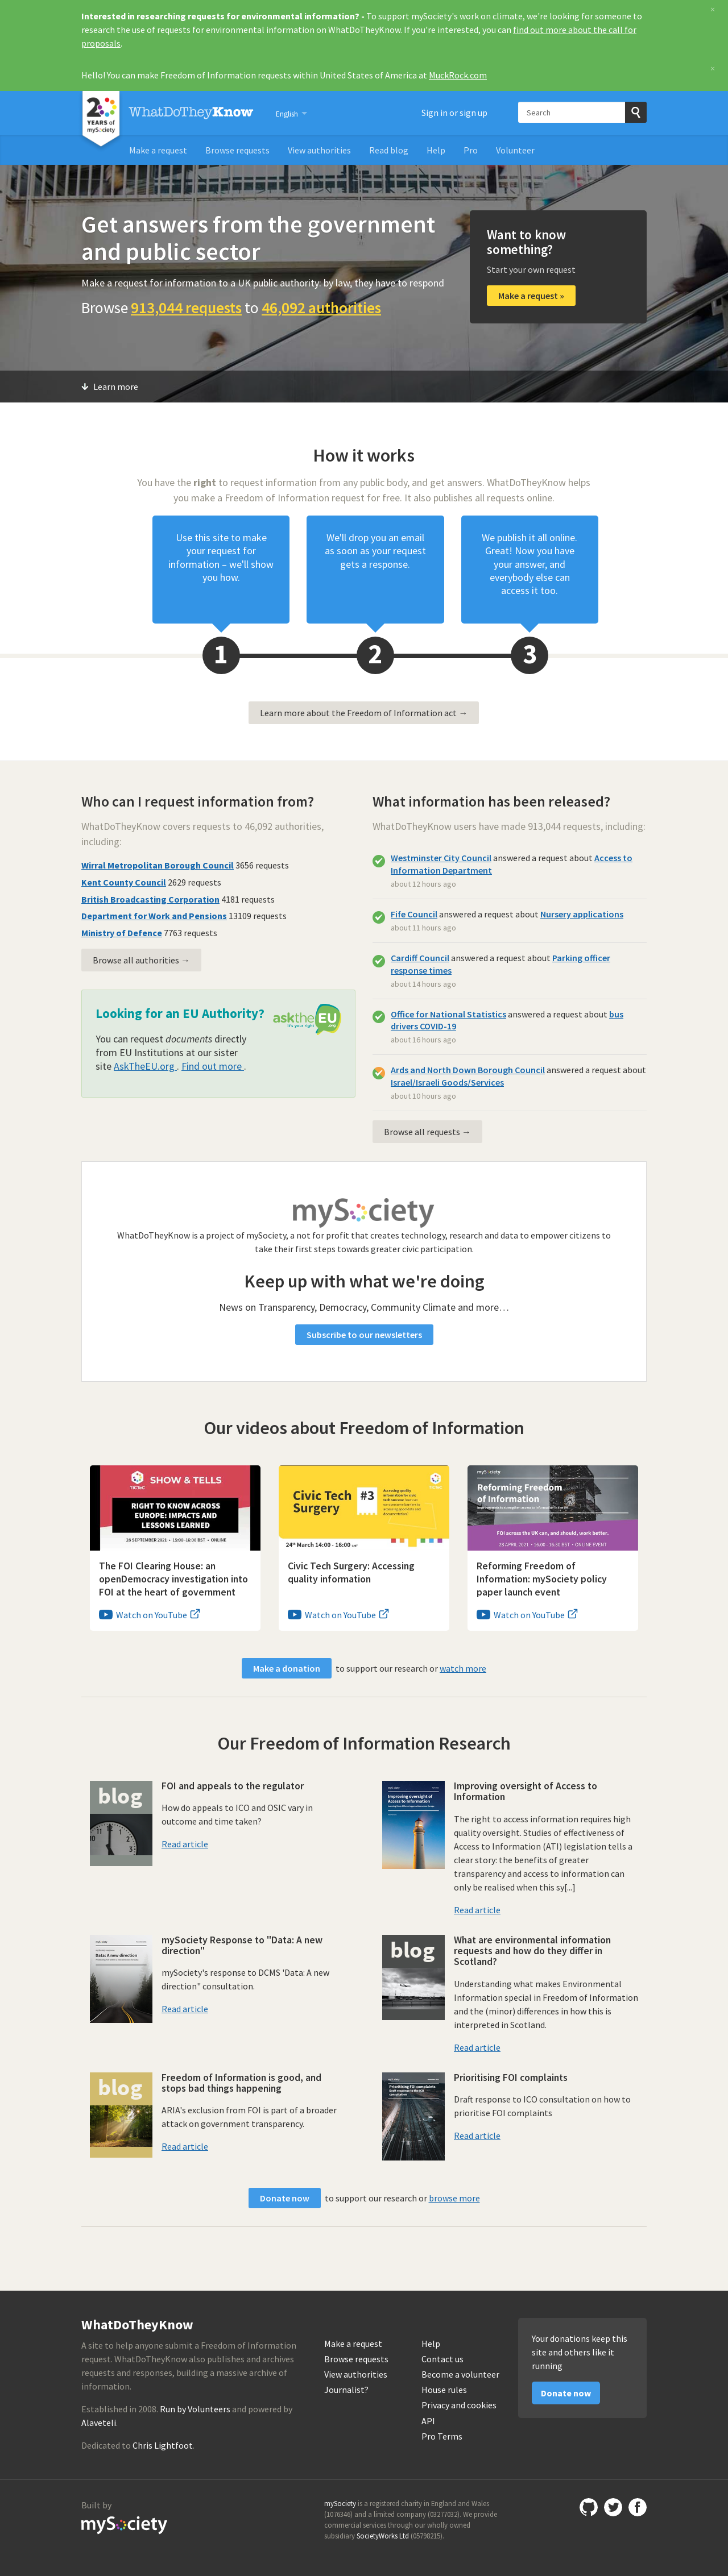 Interested in researching requests for environmental information? - To support mySociety's work on climate, we're looking for someone to
research the use of requests for environmental information on WhatDoTheyKnow. If you're interested, you can find out more about the call for
proposals.
×
Hello! You can make Freedom of Information requests within United States of America at MuckRock.com
×
20
YEARS of
mySociety
WhatDoTheyKnow
English
Sign in or sign up
Search
Make a request
Browse requests
View authorities
Read blog
Help
Pro
Volunteer
Get answers from the government
and public sector
Make a request for information to a UK public authority: by law, they have to respond
Browse 913,044 requests to 46,092 authorities
Want to know
something?
Start your own request
Make a request »
Learn more
How it works
You have the right to request information from any public body, and get answers. WhatDoTheyKnow helps
you make a Freedom of Information request for free. It also publishes all requests online.
Use this site to make
your request for
information – we'll show
you how.
We'll drop you an email
as soon as your request
gets a response.
We publish it all online.
Great! Now you have
your answer, and
everybody else can
access it too.
1
2
3
Learn more about the Freedom of Information act →
Who can I request information from?
WhatDoTheyKnow covers requests to 46,092 authorities,
including:
Wirral Metropolitan Borough Council 3656 requests
Kent County Council 2629 requests
British Broadcasting Corporation 4181 requests
Department for Work and Pensions 13109 requests
Ministry of Defence 7763 requests
Browse all authorities →
Looking for an EU Authority?
asktheEU
it's your right
.org
You can request documents directly
from EU Institutions at our sister
site AskTheEU.org . Find out more .
What information has been released?
WhatDoTheyKnow users have made 913,044 requests, including:
Westminster City Council answered a request about Access to
Information Department
about 12 hours ago
Fife Council answered a request about Nursery applications
about 11 hours ago
Cardiff Council answered a request about Parking officer
response times
about 14 hours ago
Office for National Statistics answered a request about bus
drivers COVID-19
about 16 hours ago
Ards and North Down Borough Council answered a request about
Israel/Israeli Goods/Services
about 10 hours ago
Browse all requests →
mySociety
WhatDoTheyKnow is a project of mySociety, a not for profit that creates technology, research and data to empower citizens to
take their first steps towards greater civic participation.
Keep up with what we're doing
News on Transparency, Democracy, Community Climate and more…
Subscribe to our newsletters
Our videos about Freedom of Information
TICTeC
SHOW & TELLS
RIGHT TO KNOW ACROSS
EUROPE: IMPACTS AND
LESSONS LEARNED
The FOI Clearing House: an
openDemocracy investigation into
FOI at the heart of government
Watch on YouTube
Civic Tech
Surgery
#3
24th March 14:00 - 16:00
Civic Tech Surgery: Accessing
quality information
Watch on YouTube
mySociety
Reforming Freedom
of Information
FOI across the UK can, and should, work better.
Reforming Freedom of
Information: mySociety policy
paper launch event
Watch on YouTube
Make a donation to support our research or watch more
Our Freedom of Information Research
blog
FOI and appeals to the regulator
How do appeals to ICO and OSIC vary in
outcome and time taken?
Read article
Improving oversight of
Access to Information
Improving oversight of Access to
Information
The right to access information requires high
quality oversight. Studies of effectiveness of
Access to Information (ATI) legislation tells a
clear story: the benefits of greater
transparency and access to information can
only be realised when this sy[...]
Read article
Data: A new direction
mySociety Response to "Data: A new
direction"
mySociety's response to DCMS 'Data: A new
direction" consultation.
Read article
blog
What are environmental information
requests and how do they differ in
Scotland?
Understanding what makes Environmental
Information special in Freedom of Information
and the (minor) differences in how this is
interpreted in Scotland.
Read article
blog
Freedom of Information is good, and
stops bad things happening
ARIA's exclusion from FOI is part of a broader
attack on government transparency.
Read article
Prioritising FOI complaints
Prioritising FOI complaints
Draft response to ICO consultation on how to
prioritise FOI complaints
Read article
Donate now to support our research or browse more
WhatDoTheyKnow
A site to help anyone submit a Freedom of Information
request. WhatDoTheyKnow also publishes and archives
requests and responses, building a massive archive of
information.
Established in 2008. Run by Volunteers and powered by
Alaveteli.
Dedicated to Chris Lightfoot.
Make a request
Browse requests
View authorities
Journalist?
Help
Contact us
Become a volunteer
House rules
Privacy and cookies
API
Pro Terms
Your donations keep this
site and others like it
running
Donate now
Built by
mySociety
mySociety is a registered charity in England and Wales
(1076346) and a limited company (03277032). We provide
commercial services through our wholly owned
subsidiary SocietyWorks Ltd (05798215).